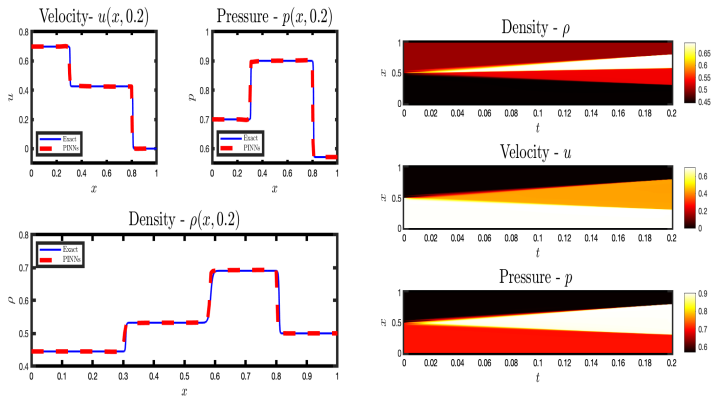 Velocity- u(x, 0.2)
0.8
0.6
0.4
0.2
0
u
Exact
PINNs
0 0.2 0.4 0.6 0.8 1
x
Pressure - p(x, 0.2)
1
0.9
0.8
0.7
0.6
p
Exact
PINNs
0 0.2 0.4 0.6 0.8 1
x
Density - ρ(x, 0.2)
0.8
0.7
0.6
0.5
0.4
ρ
Exact
PINNs
0 0.1 0.2 0.3 0.4 0.5 0.6 0.7 0.8 0.9 1
x
Density - ρ
1
0.5
0
x
0 0.02 0.04 0.06 0.08 0.10 0.12 0.14 0.16 0.18 0.2
t
0.65
0.6
0.55
0.5
0.45
Velocity - u
1
0.5
0
x
0 0.02 0.04 0.06 0.08 0.10 0.12 0.14 0.16 0.18 0.2
t
0.6
0.4
0.2
0
Pressure - p
1
0.5
0
x
0 0.02 0.04 0.06 0.08 0.10 0.12 0.14 0.16 0.18 0.2
t
0.9
0.8
0.7
0.6